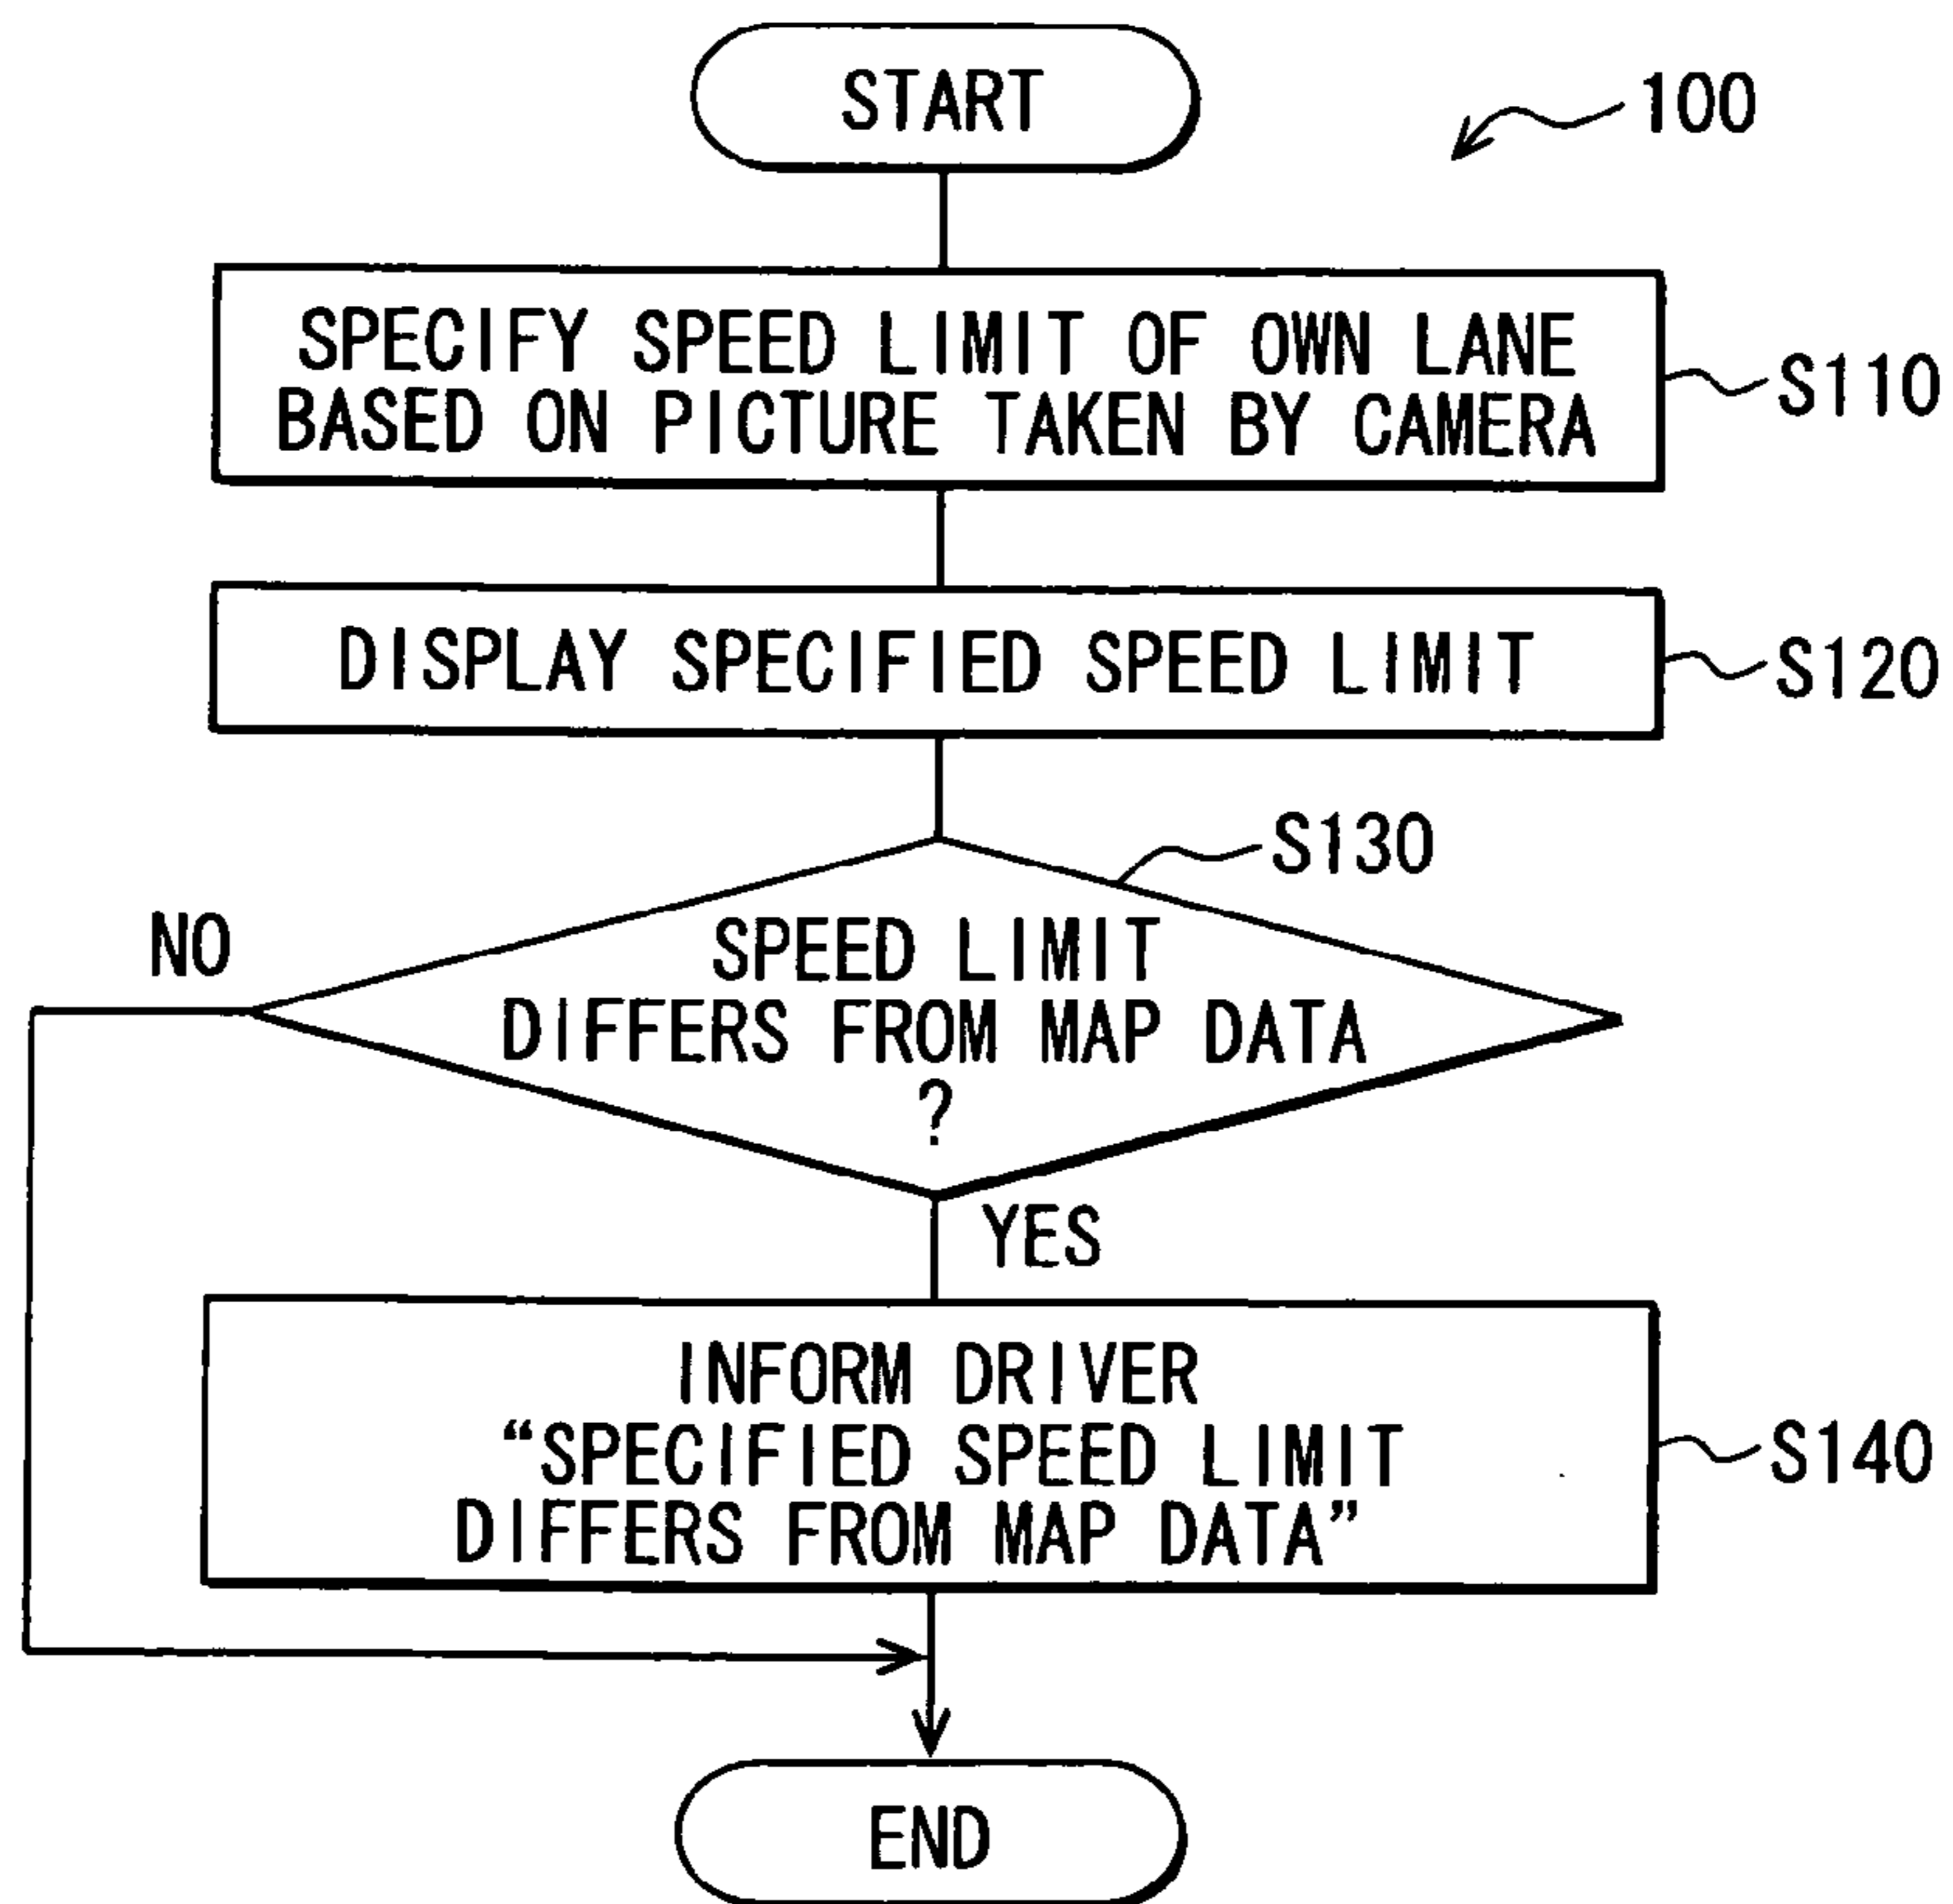 START
100
SPECIFY SPEED LIMIT OF OWN LANE
BASED ON PICTURE TAKEN BY CAMERA
S110
DISPLAY SPECIFIED SPEED LIMIT
S120
S130
NO
SPEED LIMIT
DIFFERS FROM MAP DATA
?
YES
INFORM DRIVER
“SPECIFIED SPEED LIMIT
DIFFERS FROM MAP DATA”
S140
END